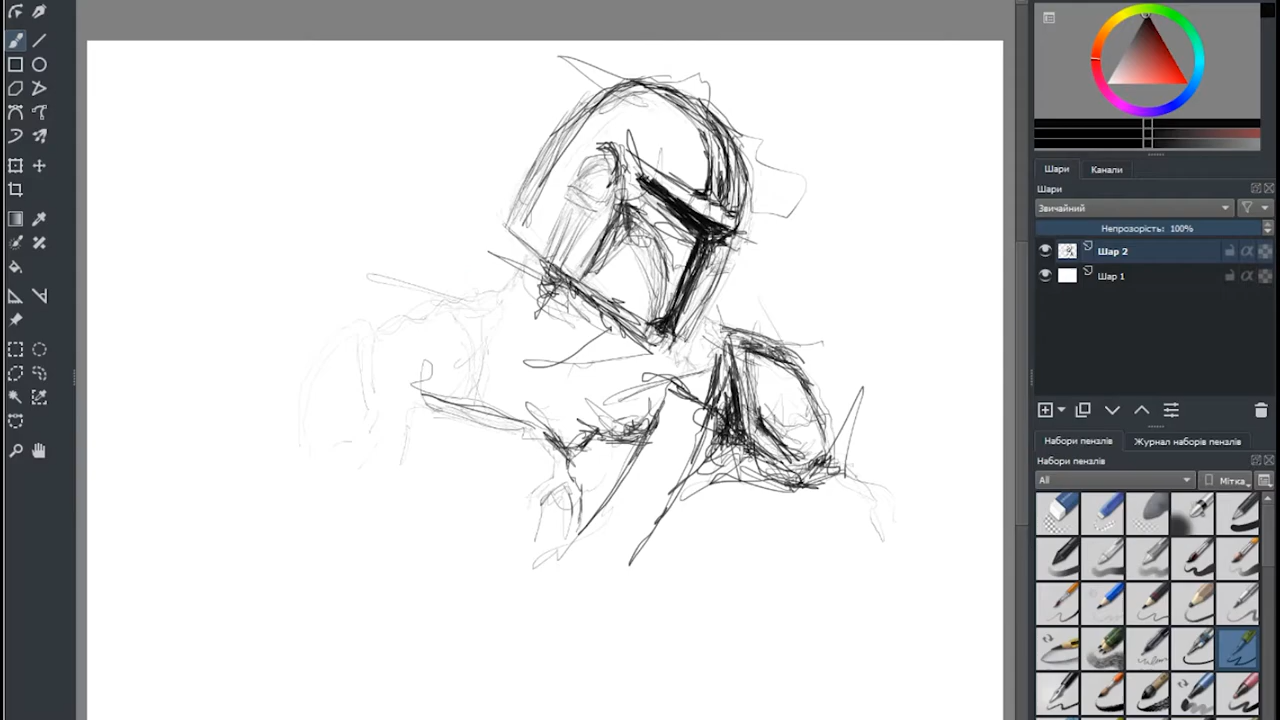 Шари Канали
Шари
Звичайний
Непрозорість: 100%
Шар 2
Шар 1
Набори пензлів Журнал наборів пензлів
Набори пензлів
All Мітка